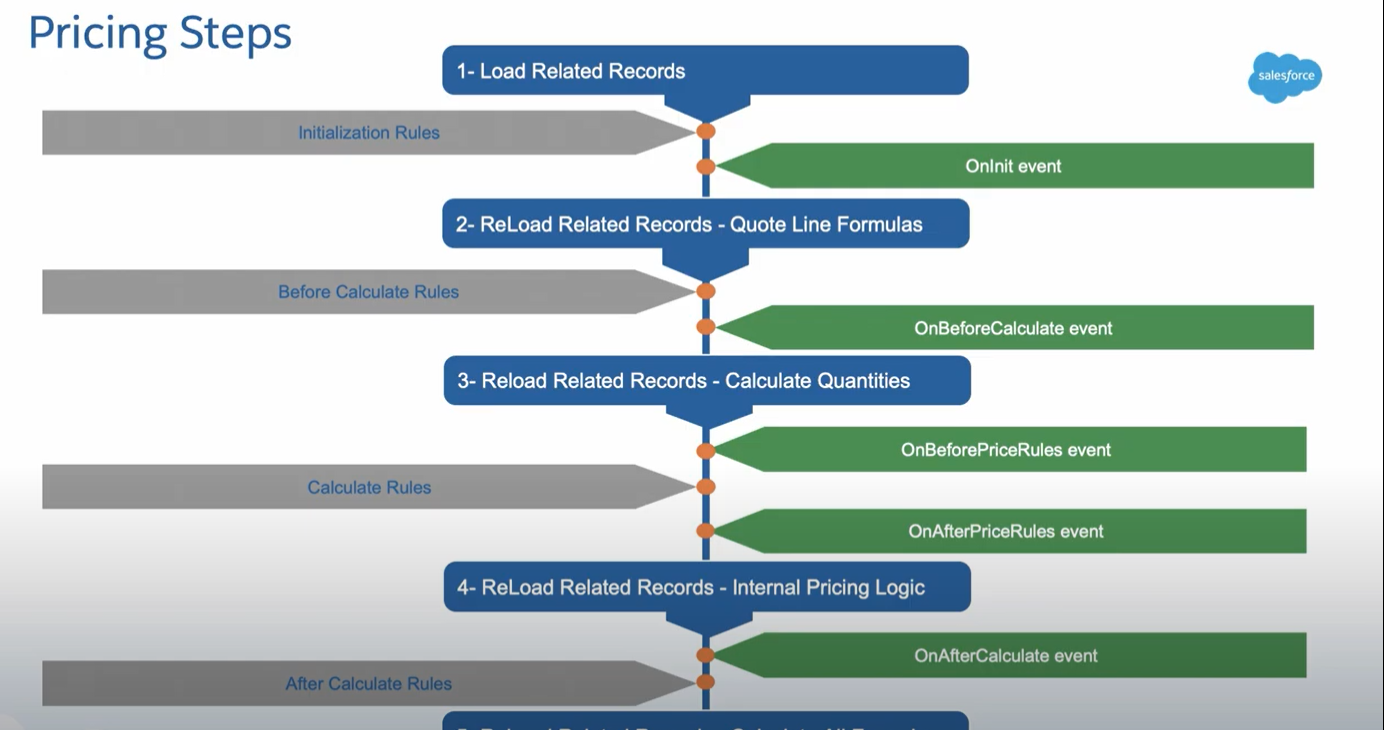 Pricing Steps
1- Load Related Records
salesforce
Initialization Rules
OnInit event
2- ReLoad Related Records - Quote Line Formulas
Before Calculate Rules
OnBeforeCalculate event
3- Reload Related Records - Calculate Quantities
OnBeforePriceRules event
Calculate Rules
OnAfterPriceRules event
4- ReLoad Related Records - Internal Pricing Logic
OnAfterCalculate event
After Calculate Rules